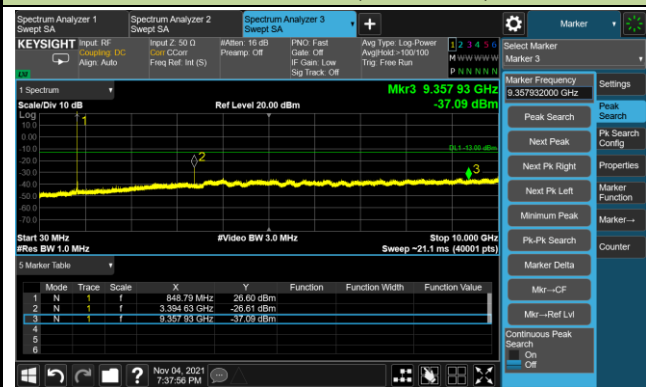 Spectrum Analyzer 1
Swept SA
Spectrum Analyzer 2
Swept SA
Spectrum Analyzer 3
Swept SA
Marker
KEYSIGHT
Input: RF
Coupling: DC
Align: Auto
Input Z: 50 Ω
Corr CCorr
Freq Ref: Int (S)
#Atten: 16 dB
Preamp: Off
PNO: Fast
Gate: Off
IF Gain: Low
Sig Track: Off
Avg Type: Log-Power
Avg|Hold:>100/100
Trig: Free Run
1 2 3 4 5 6
M W W W W W
P N N N N N
LXI
Select Marker
Marker 3
1 Spectrum
Mkr3 9.357 93 GHz
-37.09 dBm
Scale/Div 10 dB
Ref Level 20.00 dBm
Log
10.0
0.00
-10.0
-20.0
-30.0
-40.0
-50.0
-60.0
-70.0
DL1 -13.00 dBm
1
2
3
Start 30 MHz
#Res BW 1.0 MHz
#Video BW 3.0 MHz
Stop 10.000 GHz
Sweep ~21.1 ms (40001 pts)
5 Marker Table
Mode Trace Scale X Y Function Function Width Function Value
1 N 1 f 848.79 MHz 26.60 dBm
2 N 1 f 3.394 63 GHz -26.61 dBm
3 N 1 f 9.357 93 GHz -37.09 dBm
4
5
6
Marker Frequency
9.357932000 GHz
Peak Search
Next Peak
Next Pk Right
Next Pk Left
Minimum Peak
Pk-Pk Search
Marker Delta
Mkr→CF
Mkr→Ref Lvl
Continuous Peak
Search
On
Off
Settings
Peak
Search
Pk Search
Config
Properties
Marker
Function
Marker→
Counter
?
Nov 04, 2021
7:37:56 PM